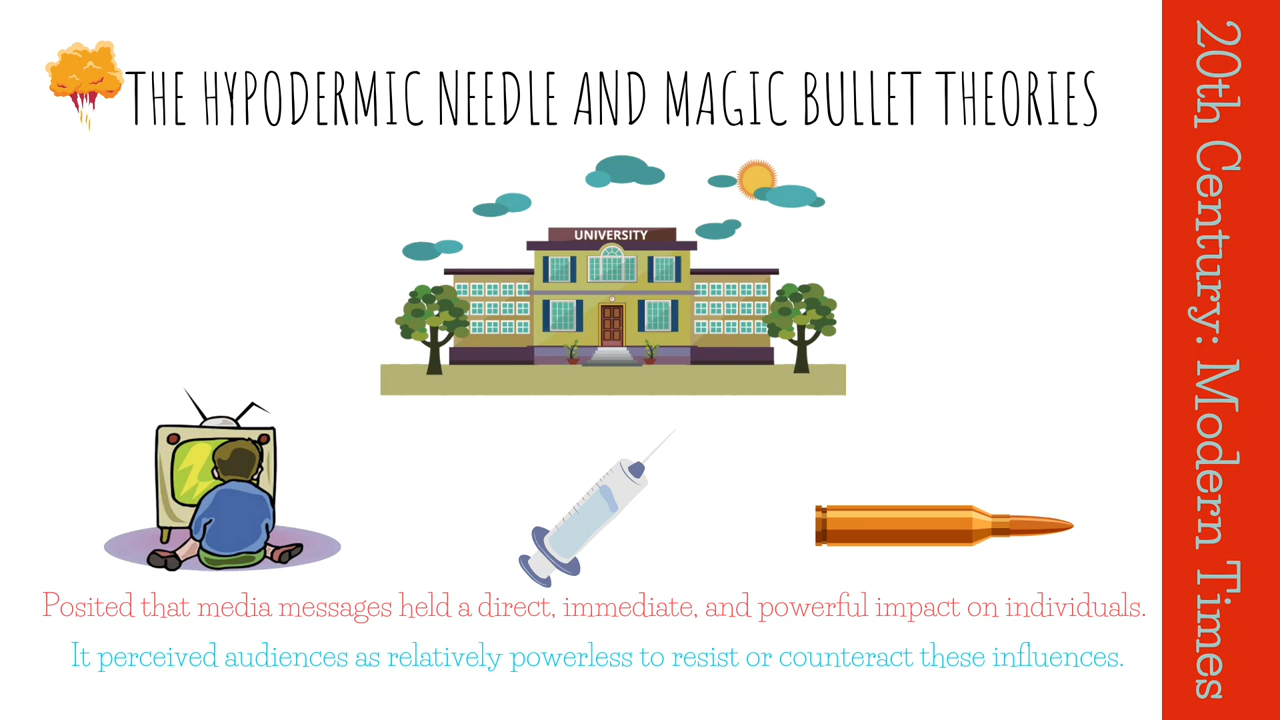 THE HYPODERMIC NEEDLE AND MAGIC BULLET THEORIES
UNIVERSITY
Posited that media messages held a direct, immediate, and powerful impact on individuals.
It perceived audiences as relatively powerless to resist or counteract these influences.
20th Century: Modern Times